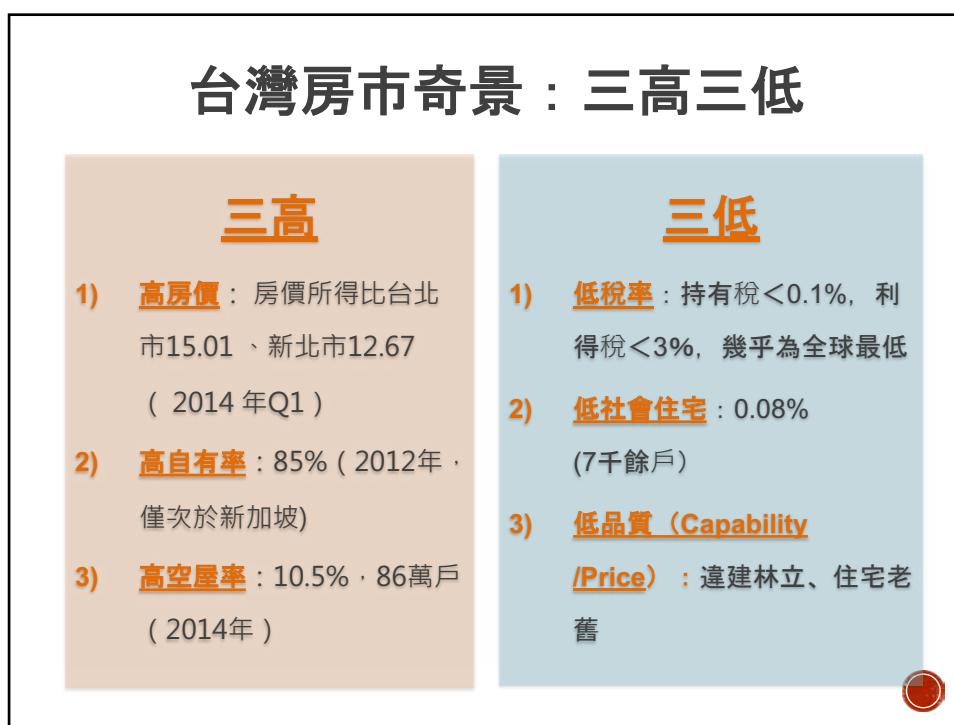 台灣房市奇景：三高三低
三高
1) 高房價： 房價所得比台北
市15.01 、新北市12.67
（ 2014 年Q1）
2) 高自有率：85%（2012年，
僅次於新加坡)
3) 高空屋率：10.5%，86萬戶
（2014年）
三低
1) 低稅率：持有稅＜0.1%，利
得稅＜3%，幾乎為全球最低
2) 低社會住宅：0.08%
(7千餘戶）
3) 低品質（Capability
/Price）：違建林立、住宅老
舊